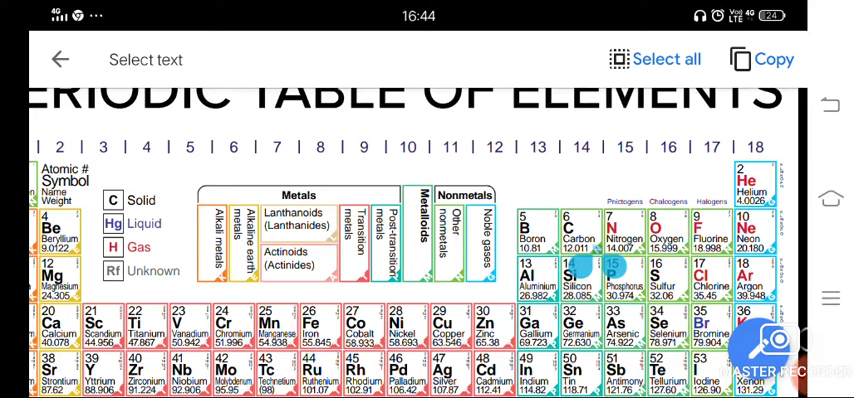 4G 16:44 Vo) LTE 4G 24
Select text Select all Copy
ERIODIC TABLE OF ELEMENTS
2 | 3 | 4 | 5 | 6 | 7 | 8 | 9 | 10 | 11 | 12 | 13 | 14 | 15 | 16 | 17 | 18
Atomic #
Symbol
Name
Weight
C Solid
Hg Liquid
H Gas
Rf Unknown
Metals
Metalloids
Nonmetals
Alkali metals
Alkaline earth metals
Lanthanoids
(Lanthanides)
Actinoids
(Actinides)
Transition metals
Post-transition metals
Other nonmetals
Noble gases
Pnictogens Chalcogens Halogens
2
He
Helium
4.0026
4
Be
Beryllium
9.0122
5
B
Boron
10.81
6
C
Carbon
12.011
7
N
Nitrogen
14.007
8
O
Oxygen
15.999
9
F
Fluorine
18.998
10
Ne
Neon
20.180
12
Mg
Magnesium
24.305
13
Al
Aluminium
26.982
14
Si
Silicon
28.085
15
P
Phosphorus
30.974
16
S
Sulfur
32.06
17
Cl
Chlorine
35.45
18
Ar
Argon
39.948
20
Ca
Calcium
40.078
21
Sc
Scandium
44.956
22
Ti
Titanium
47.867
23
V
Vanadium
50.942
24
Cr
Chromium
51.996
25
Mn
Manganese
54.938
26
Fe
Iron
55.845
27
Co
Cobalt
58.933
28
Ni
Nickel
58.693
29
Cu
Copper
63.546
30
Zn
Zinc
65.38
31
Ga
Gallium
69.723
32
Ge
Germanium
72.630
33
As
Arsenic
74.922
34
Se
Selenium
78.971
35
Br
Bromine
79.904
36
38
Sr
Strontium
87.62
39
Y
Yttrium
88.906
40
Zr
Zirconium
91.224
41
Nb
Niobium
92.906
42
Mo
Molybdenum
95.95
43
Tc
Technetium
(98)
44
Ru
Ruthenium
101.07
45
Rh
Rhodium
102.91
46
Pd
Palladium
106.42
47
Ag
Silver
107.87
48
Cd
Cadmium
112.41
49
In
Indium
114.82
50
Sn
Tin
118.71
51
Sb
Antimony
121.76
52
Te
Tellurium
127.60
53
I
Iodine
126.90
Xenon
131.29
MASTER RECORDER